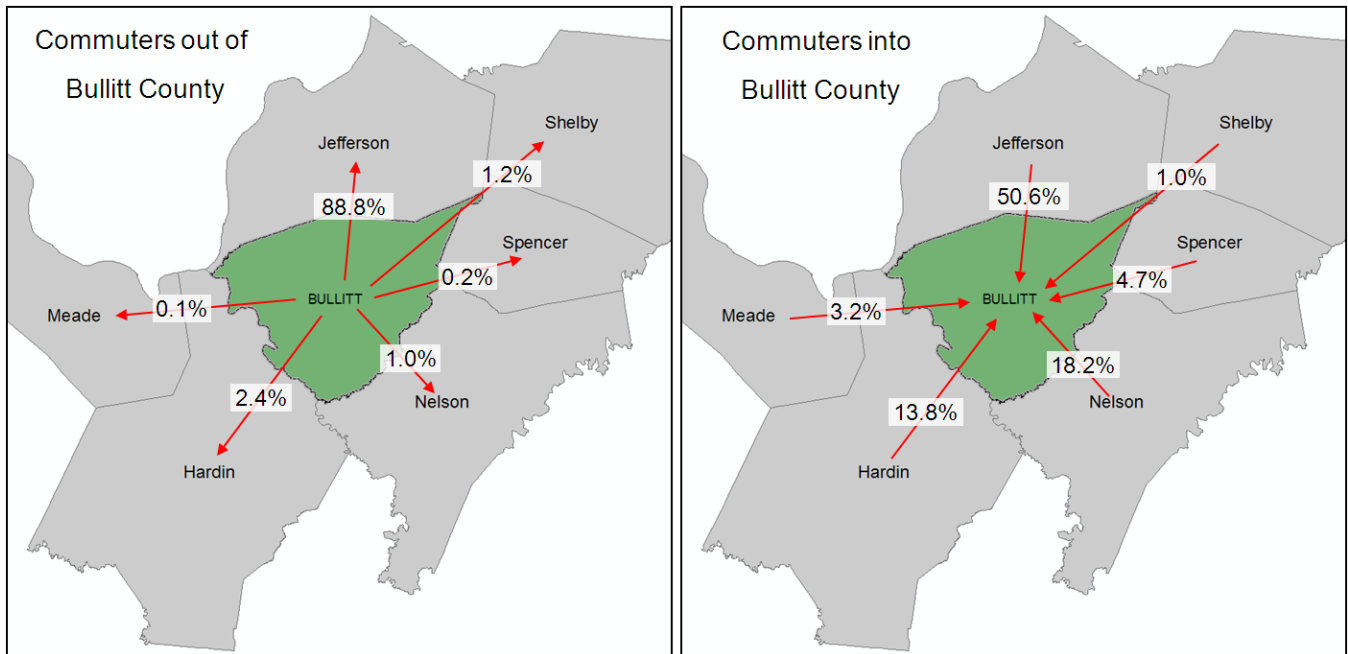 Commuters out of
Bullitt County
Jefferson
Shelby
1.2%
88.8%
Spencer
0.2%
BULLITT
Meade
0.1%
1.0%
2.4%
Nelson
Hardin
Commuters into
Bullitt County
Jefferson
Shelby
1.0%
50.6%
Spencer
4.7%
BULLITT
Meade
3.2%
18.2%
13.8%
Nelson
Hardin